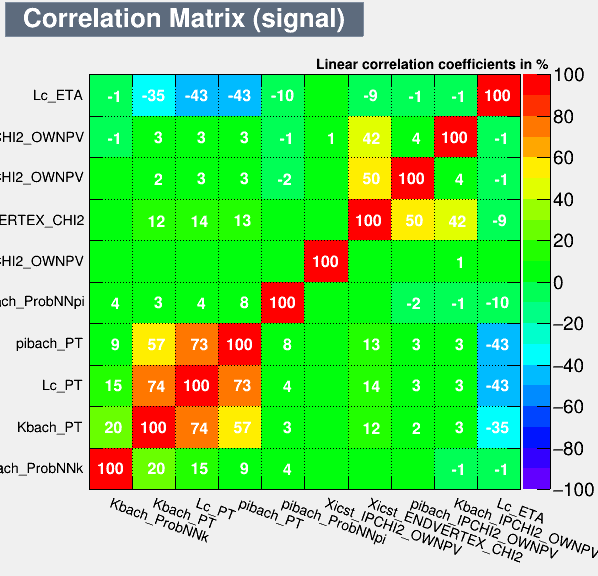 Correlation Matrix (signal)
Linear correlation coefficients in %
Lc_ETA -1 -35 -43 -43 -10 -9 -1 -1 100
CHI2_OWNPV -1 3 3 3 -1 1 42 4 100 -1
CHI2_OWNPV 2 3 3 -2 50 100 4 -1
VERTEX_CHI2 12 14 13 100 50 42 -9
CHI2_OWNPV 100 1
ach_ProbNNpi 4 3 4 8 100 -2 -1 -10
pibach_PT 9 57 73 100 8 13 3 3 -43
Lc_PT 15 74 100 73 4 14 3 3 -43
Kbach_PT 20 100 74 57 3 12 2 3 -35
ach_ProbNNk 100 20 15 9 4 -1 -1
Kbach_ProbNNk
Kbach_PT
Lc_PT
pibach_PT
pibach_ProbNNpi
Xicst_IPCHI2_OWNPV
Xicst_ENDVERTEX_CHI2
pibach_IPCHI2_OWNPV
Kbach_IPCHI2_OWNPV
Lc_ETA
100
80
60
40
20
0
−20
−40
−60
−80
−100